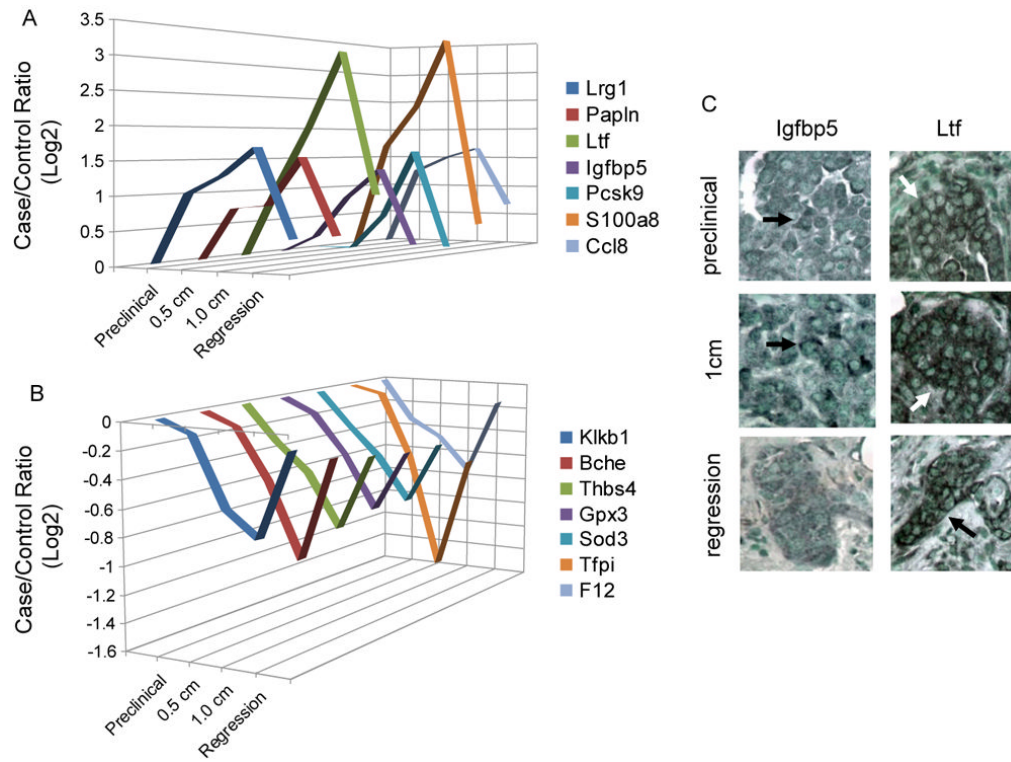 A
Case/Control Ratio
(Log2)
3.5
3
2.5
2
1.5
1
0.5
0
Preclinical
0.5 cm
1.0 cm
Regression
Lrg1
Papln
Ltf
Igfbp5
Pcsk9
S100a8
Ccl8
B
Case/Control Ratio
(Log2)
0
-0.2
-0.4
-0.6
-0.8
-1
-1.2
-1.4
-1.6
Preclinical
0.5 cm
1.0 cm
Regression
Klkb1
Bche
Thbs4
Gpx3
Sod3
Tfpi
F12
C
Igfbp5
Ltf
preclinical
1cm
regression